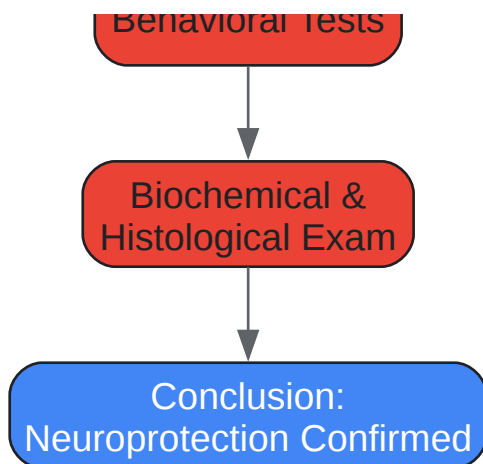 Behavioral Tests
Biochemical &
Histological Exam
Conclusion:
Neuroprotection Confirmed